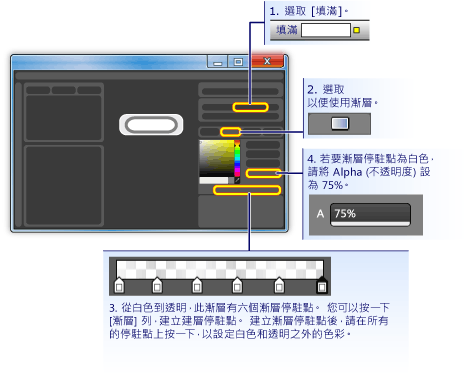 1. 選取 [填滿]。
填滿
2. 選取
以便使用漸層。
4. 若要漸層停駐點為白色，
請將 Alpha (不透明度) 設
為 75%。
A 75%
3. 從白色到透明，此漸層有六個漸層停駐點。 您可以按一下
[漸層] 列，建立建層停駐點。 建立漸層停駐點後，請在所有
的停駐點上按一下，以設定白色和透明之外的色彩。